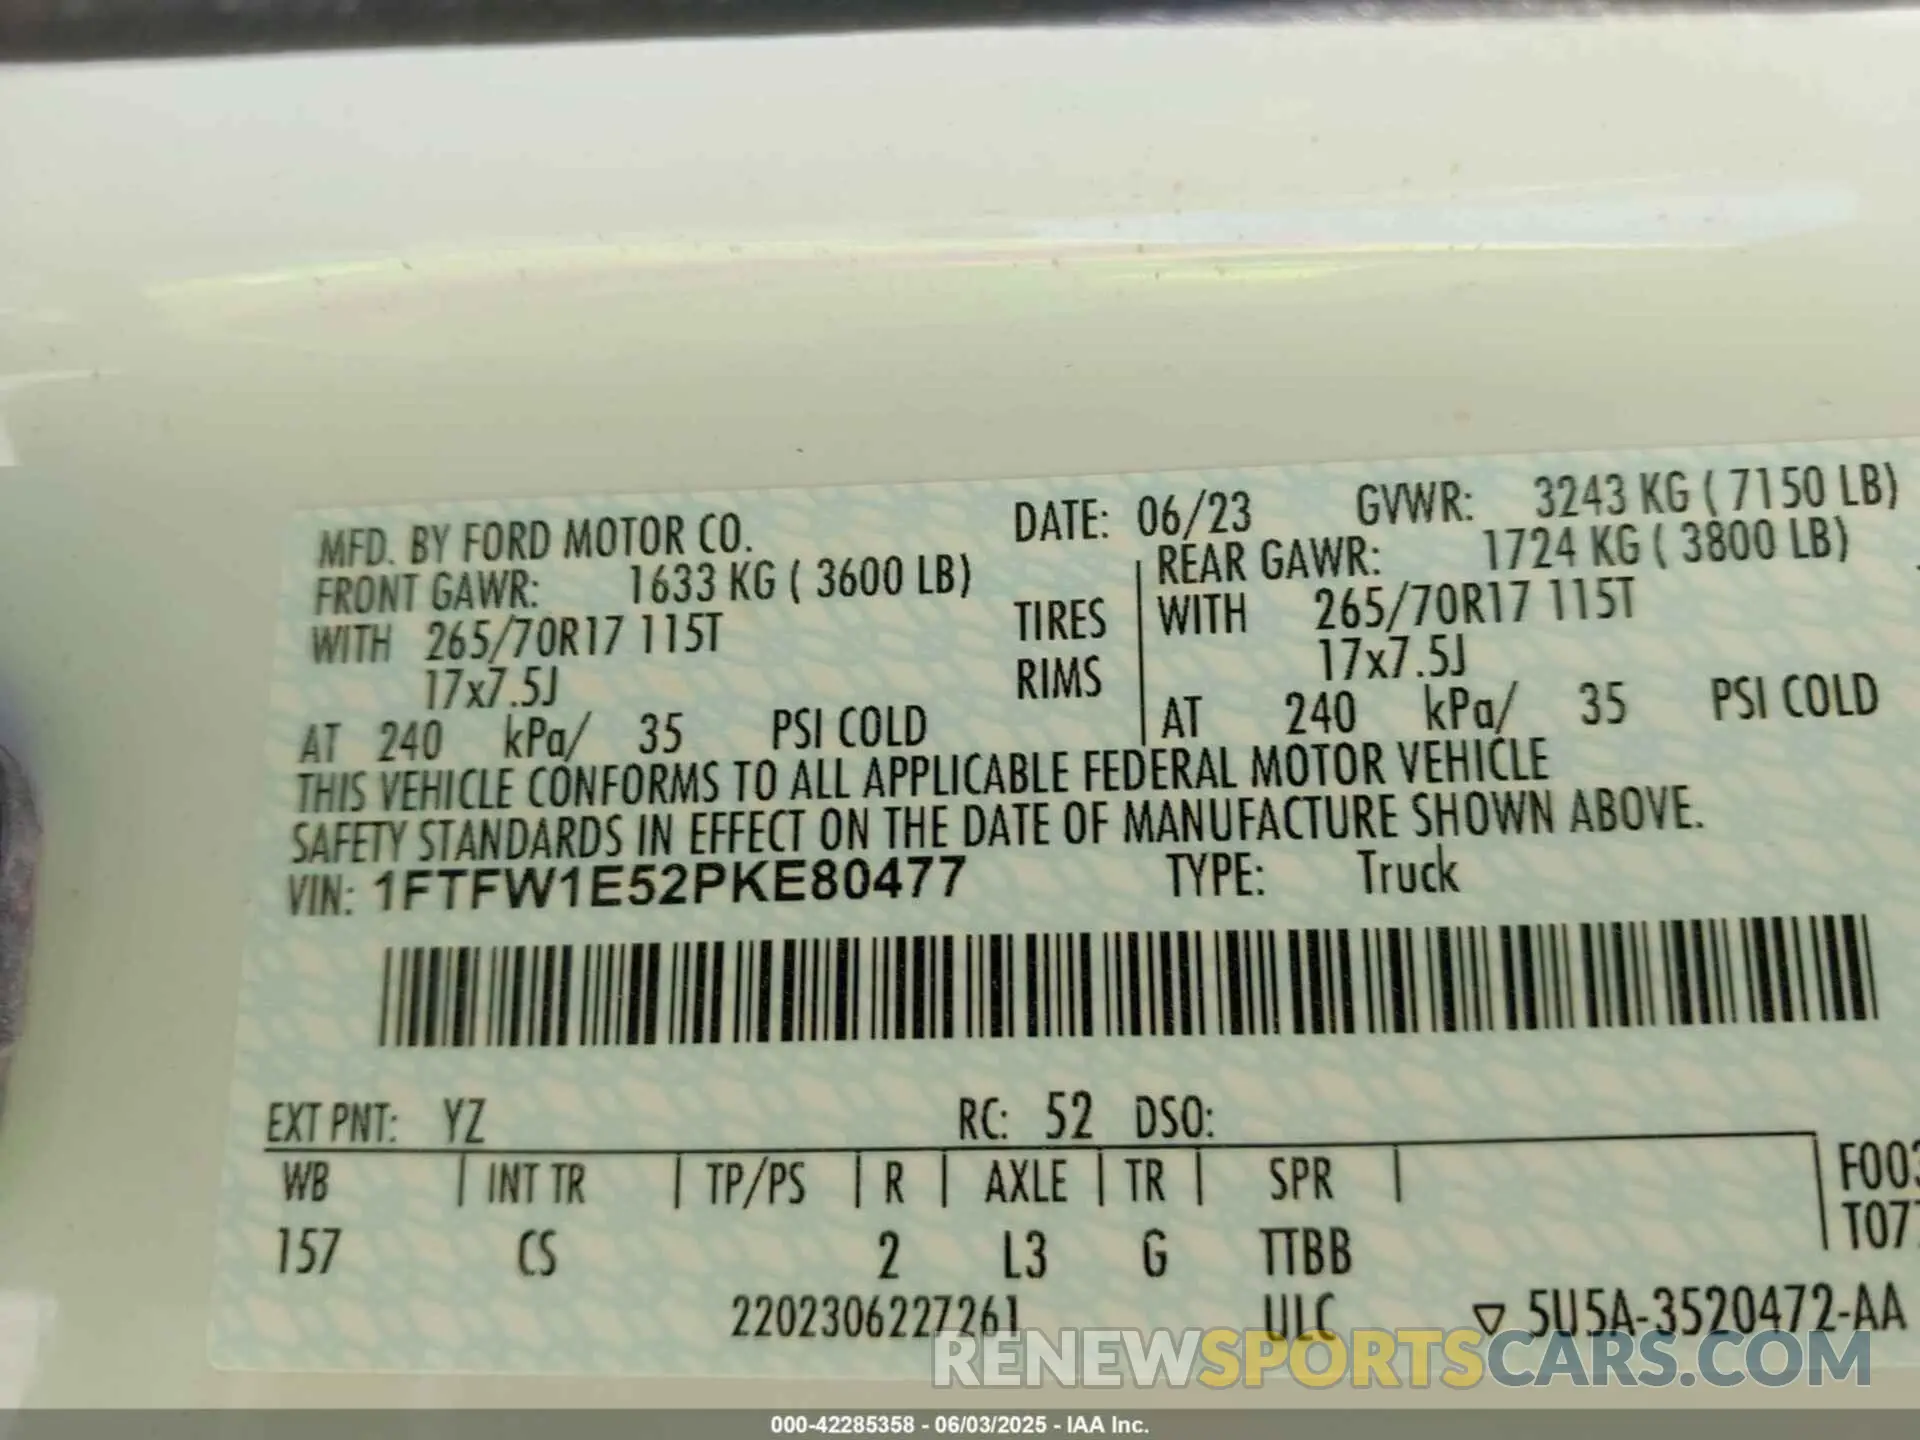 MFD. BY FORD MOTOR CO. DATE: 06/23 GVWR: 3243 KG ( 7150 LB)
FRONT GAWR: 1633 KG ( 3600 LB) REAR GAWR: 1724 KG ( 3800 LB)
WITH 265/70R17 115T TIRES WITH 265/70R17 115T
17x7.5J RIMS 17x7.5J
AT 240 kPa/ 35 PSI COLD AT 240 kPa/ 35 PSI COLD
THIS VEHICLE CONFORMS TO ALL APPLICABLE FEDERAL MOTOR VEHICLE
SAFETY STANDARDS IN EFFECT ON THE DATE OF MANUFACTURE SHOWN ABOVE.
VIN: 1FTFW1E52PKE80477 TYPE: Truck
EXT PNT: YZ RC: 52 DSO:
WB INT TR TP/PS R AXLE TR SPR F003
157 CS 2 L3 G TTBB T077
2202306227261 ULC ▽ 5U5A-3520472-AA
RENEWSPORTSCARS.COM
000-42285358 - 06/03/2025 - IAA Inc.